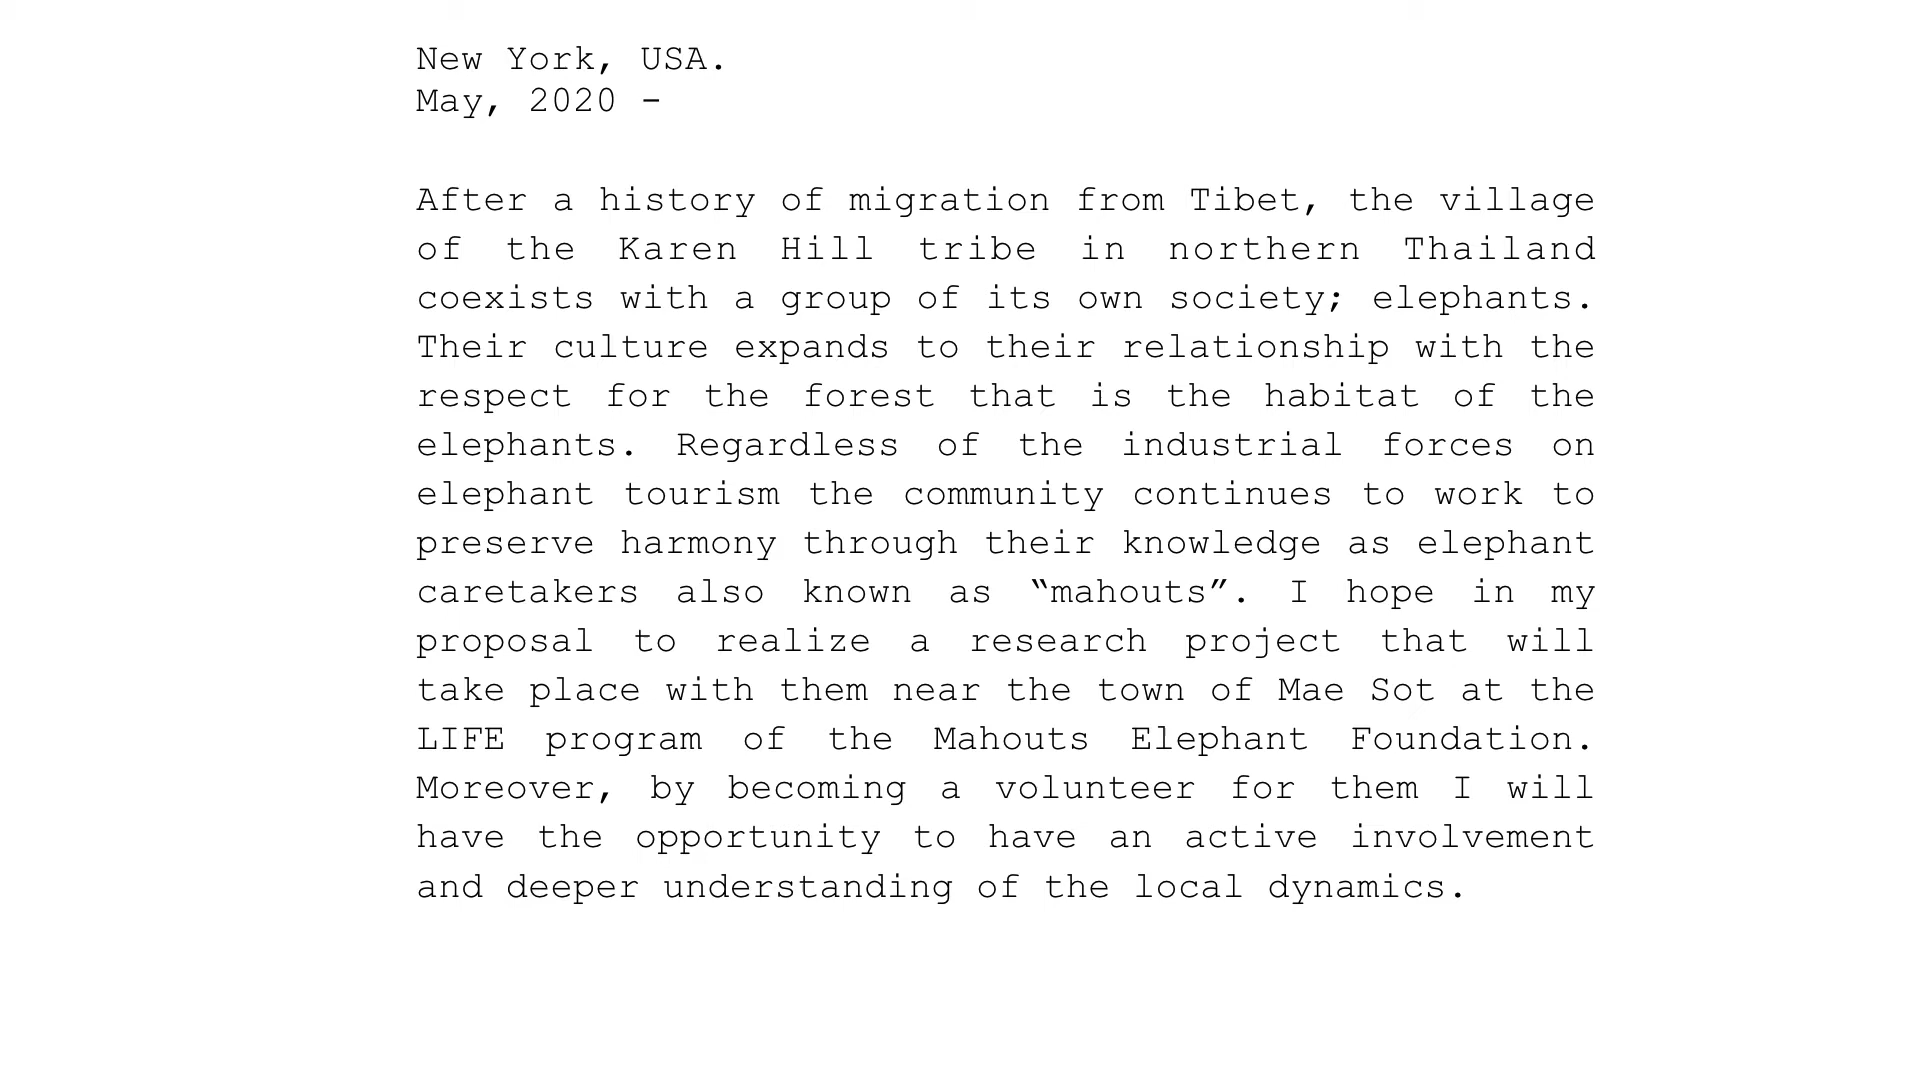 New York, USA.
May, 2020 -
After a history of migration from Tibet, the village
of the Karen Hill tribe in northern Thailand
coexists with a group of its own society; elephants.
Their culture expands to their relationship with the
respect for the forest that is the habitat of the
elephants. Regardless of the industrial forces on
elephant tourism the community continues to work to
preserve harmony through their knowledge as elephant
caretakers also known as “mahouts”. I hope in my
proposal to realize a research project that will
take place with them near the town of Mae Sot at the
LIFE program of the Mahouts Elephant Foundation.
Moreover, by becoming a volunteer for them I will
have the opportunity to have an active involvement
and deeper understanding of the local dynamics.